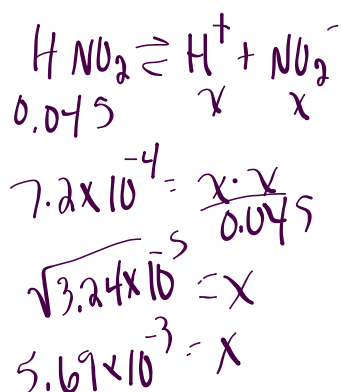 HNO₂ ⇌ H⁺ + NO₂⁻
0.045 x x
7.2x10⁻⁴ = x·x/0.045
√3.24x10⁻⁵ = x
5.69x10⁻³ = x